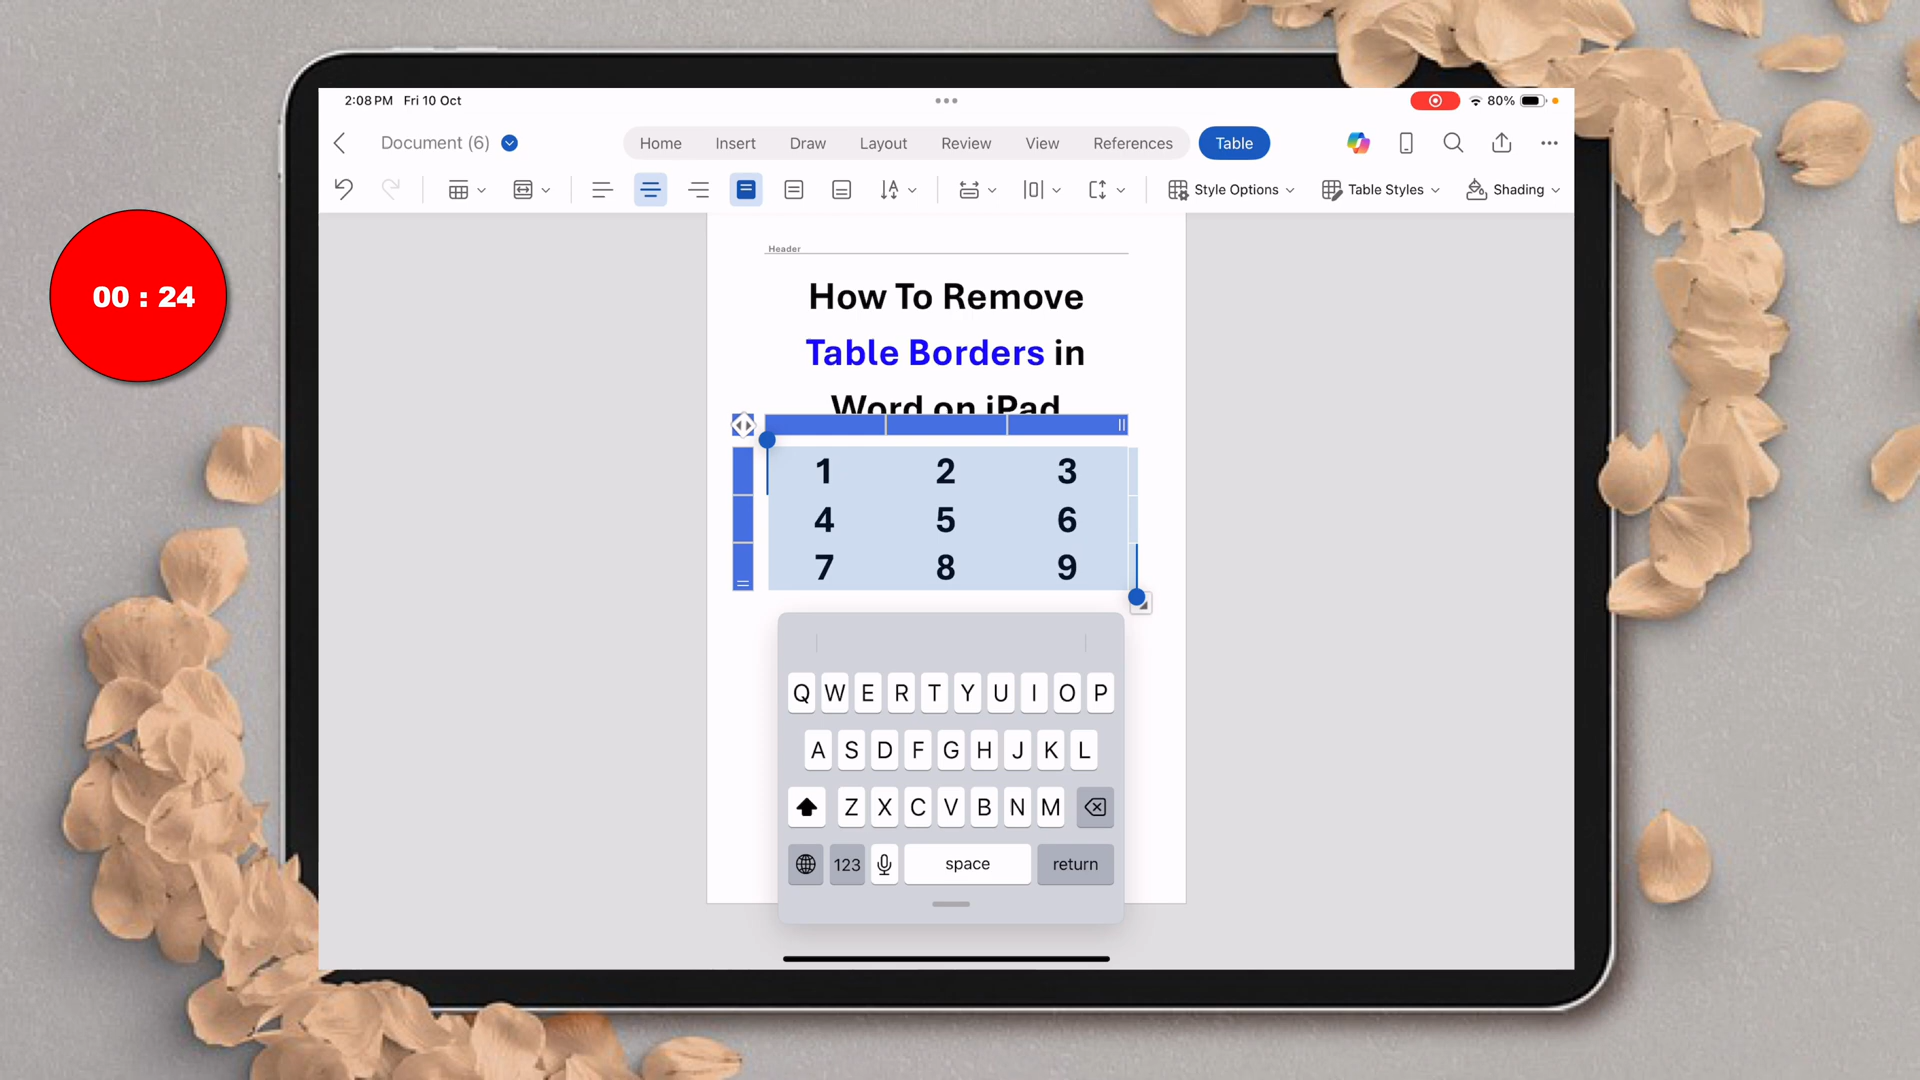 2:08 PM Fri 10 Oct
80%
Document (6)
Home Insert Draw Layout Review View References Table
Style Options Table Styles Shading
00 : 24
Header
How To Remove
Table Borders in
Word on iPad
1 2 3
4 5 6
7 8 9
Q W E R T Y U I O P
A S D F G H J K L
Z X C V B N M
123 space return